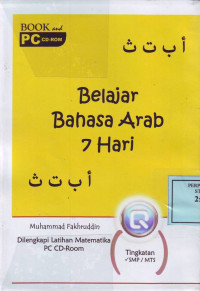 BOOK and
PC CD-ROM
أ ب ت ث
Belajar
Bahasa Arab
7 Hari
أ ب ت ث
Muhammad Fakhruddin
Dilengkapi Latihan Matematika
PC CD-Room
Tingkatan
✓SMP / MTS